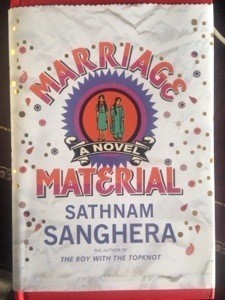 MARRIAGE
A NOVEL
MATERIAL
SATHNAM
SANGHERA
THE AUTHOR OF
THE BOY WITH THE TOPKNOT